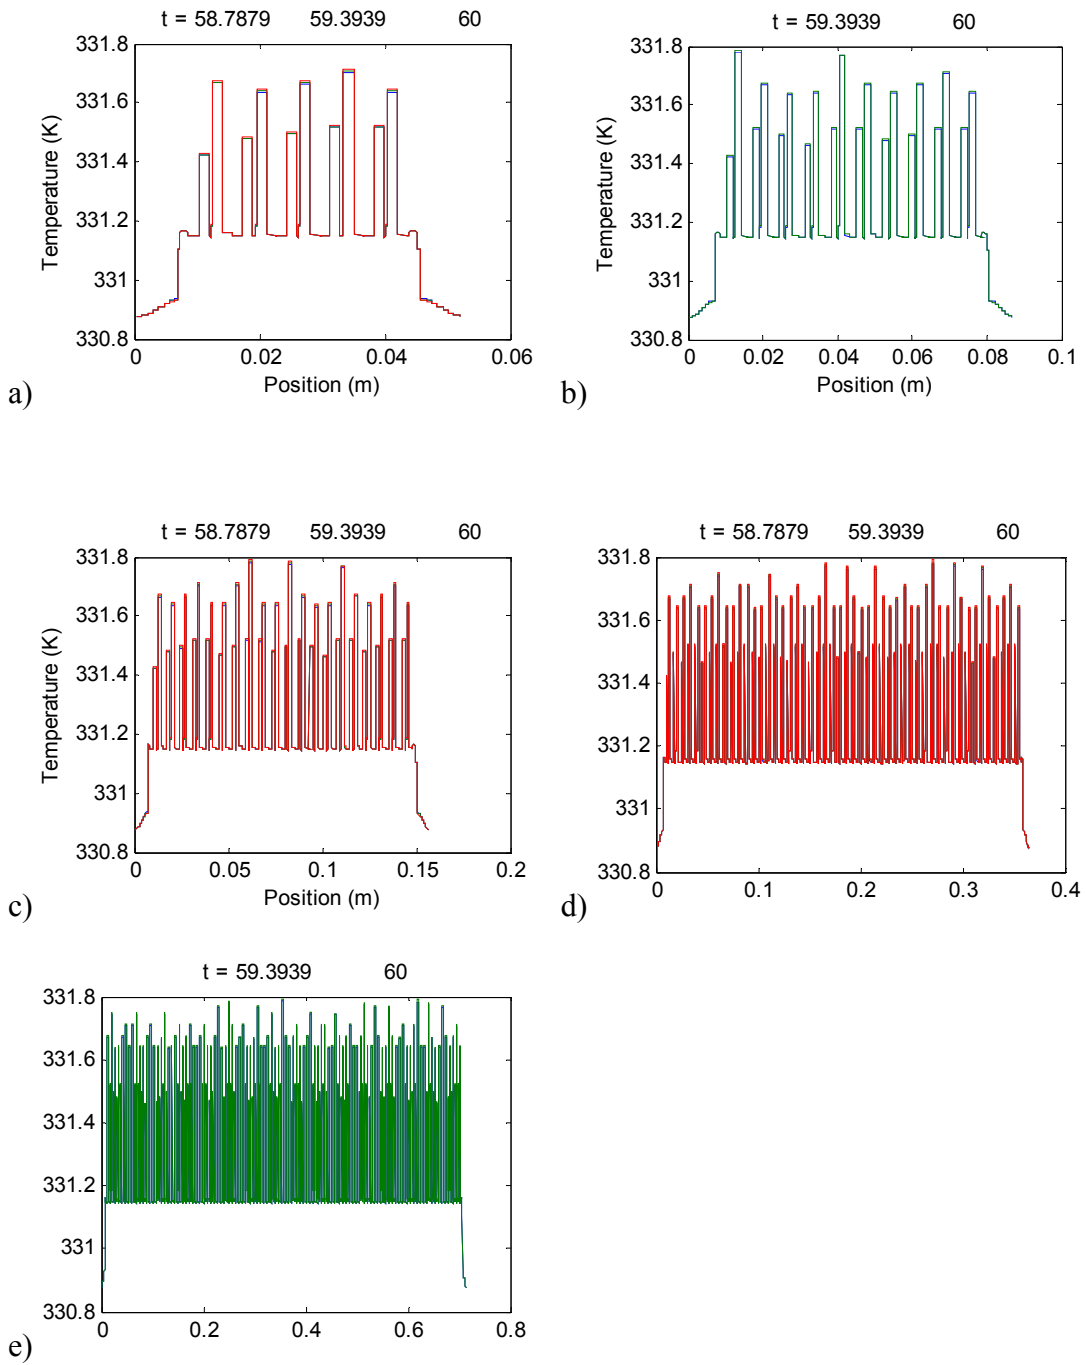 t = 58.7879 59.3939 60
331.8
331.6
331.4
331.2
331
330.8
Temperature (K)
0 0.02 0.04 0.06
Position (m)
a)
t = 59.3939 60
331.8
331.6
331.4
331.2
331
330.8
Temperature (K)
0 0.02 0.04 0.06 0.08 0.1
Position (m)
b)
t = 58.7879 59.3939 60
331.8
331.6
331.4
331.2
331
330.8
Temperature (K)
0 0.05 0.1 0.15 0.2
Position (m)
c)
t = 58.7879 59.3939 60
331.8
331.6
331.4
331.2
331
330.8
0 0.1 0.2 0.3 0.4
d)
t = 59.3939 60
331.8
331.6
331.4
331.2
331
330.8
0 0.2 0.4 0.6 0.8
e)